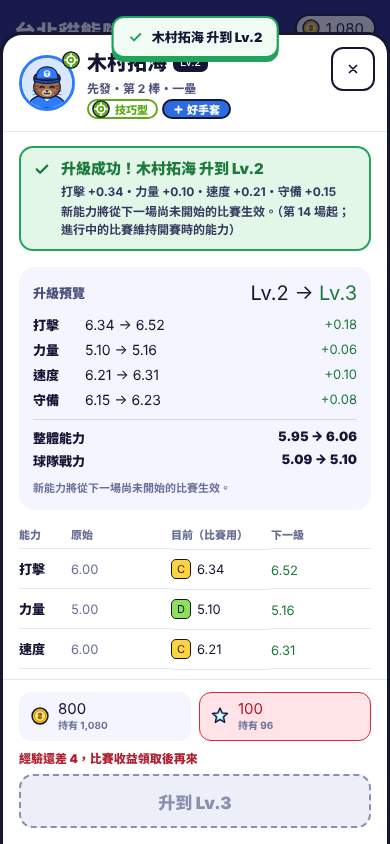 木村拓海 升到 Lv.2
1,080
木村拓海 Lv.2
先發・第 2 棒・一壘
技巧型 好手套
升級成功！木村拓海 升到 Lv.2
打擊 +0.34・力量 +0.10・速度 +0.21・守備 +0.15
新能力將從下一場尚未開始的比賽生效。（第 14 場起；
進行中的比賽維持開賽時的能力）
升級預覽 Lv.2 → Lv.3
打擊 6.34 → 6.52 +0.18
力量 5.10 → 5.16 +0.06
速度 6.21 → 6.31 +0.10
守備 6.15 → 6.23 +0.08
整體能力 5.95 → 6.06
球隊戰力 5.09 → 5.10
新能力將從下一場尚未開始的比賽生效。
能力 原始 目前（比賽用） 下一級
打擊 6.00 C 6.34 6.52
力量 5.00 D 5.10 5.16
速度 6.00 C 6.21 6.31
800 100
持有 1,080 持有 96
經驗還差 4，比賽收益領取後再來
升到 Lv.3